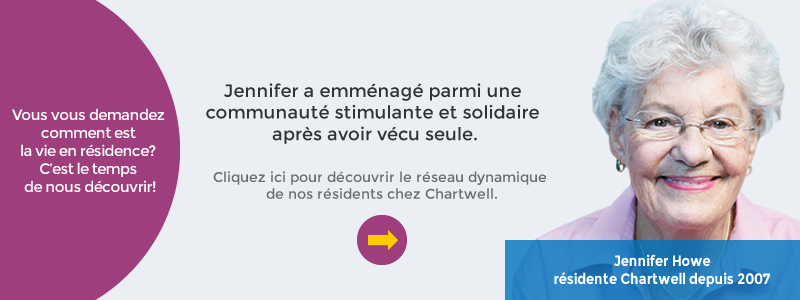 Vous vous demandez
comment est
la vie en résidence?
C'est le temps
de nous découvrir!
Jennifer a emménagé parmi une
communauté stimulante et solidaire
après avoir vécu seule.
Cliquez ici pour découvrir le réseau dynamique
de nos résidents chez Chartwell.
Jennifer Howe
résidente Chartwell depuis 2007